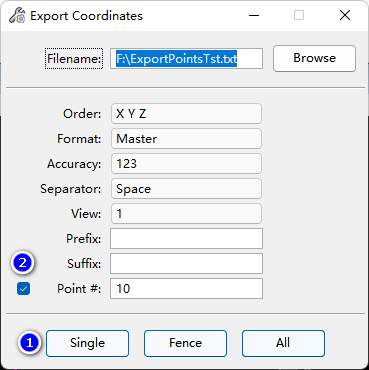 Export Coordinates
Filename: F:\ExportPointsTst.txt Browse
Order: X Y Z
Format: Master
Accuracy: 123
Separator: Space
View: 1
Prefix:
Suffix:
2
Point #: 10
1 Single Fence All